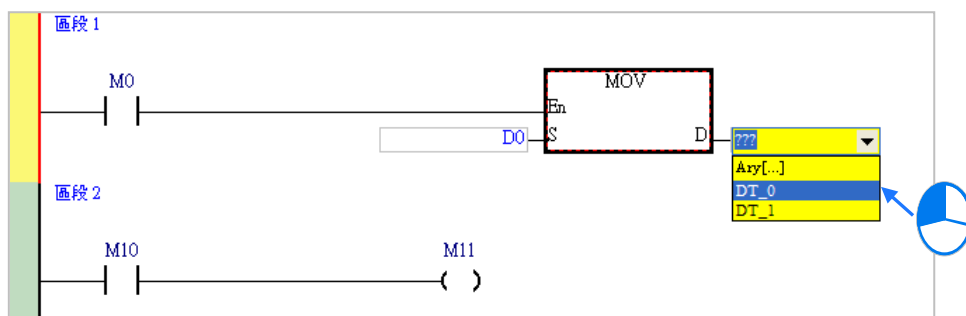 區段 1
M0
MOV
En
D0
S
D
???
Ary[...]
DT_0
DT_1
區段 2
M10
M11